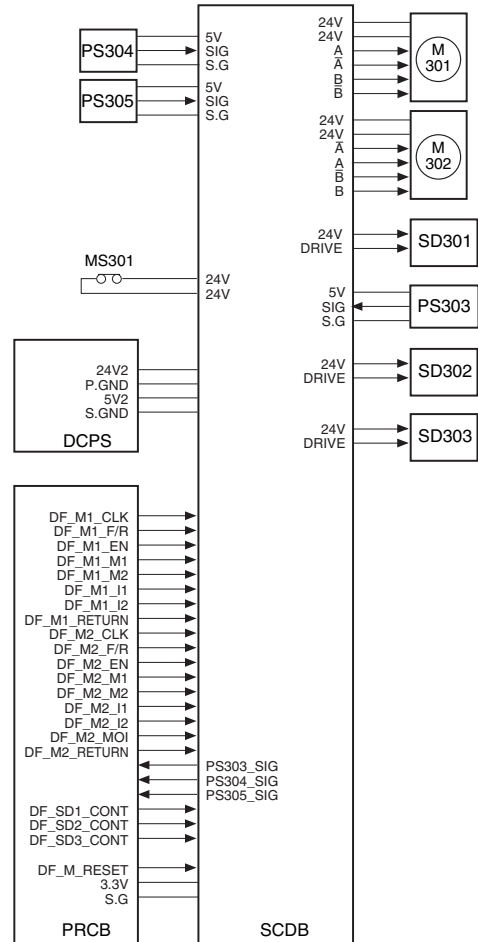 PS304
5V
SIG
S.G
PS305
5V
SIG
S.G
MS301
24V
24V
24V2
P.GND
5V2
S.GND
DCPS
DF_M1_CLK
DF_M1_F/R
DF_M1_EN
DF_M1_M1
DF_M1_M2
DF_M1_I1
DF_M1_I2
DF_M1_RETURN
DF_M2_CLK
DF_M2_F/R
DF_M2_EN
DF_M2_M1
DF_M2_M2
DF_M2_I1
DF_M2_I2
DF_M2_MOI
DF_M2_RETURN
PS303_SIG
PS304_SIG
PS305_SIG
DF_SD1_CONT
DF_SD2_CONT
DF_SD3_CONT
DF_M_RESET
3.3V
S.G
PRCB
SCDB
24V
24V
A
A̅
B
B̅
M
301
24V
24V
A̅
A
B̅
B
M
302
24V
DRIVE
SD301
5V
SIG
S.G
PS303
24V
DRIVE
SD302
24V
DRIVE
SD303